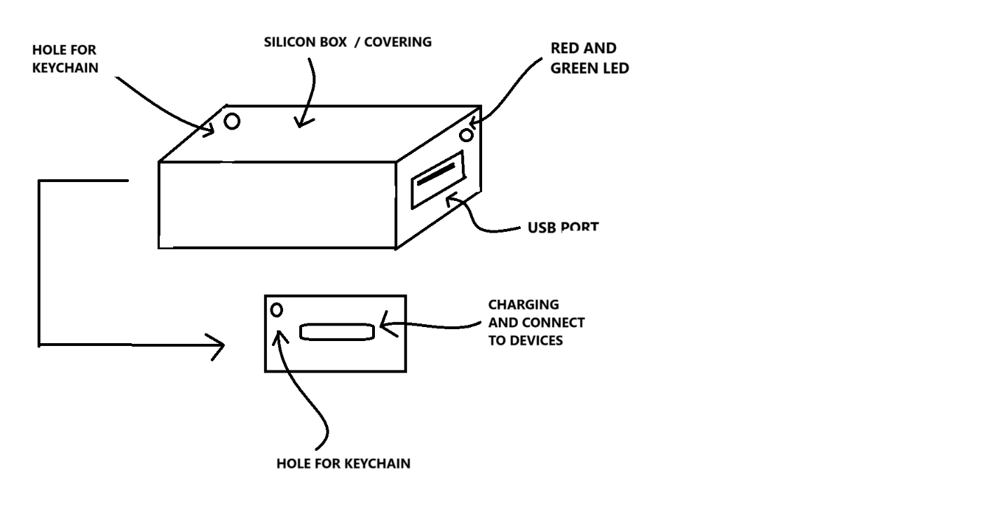 HOLE FOR
KEYCHAIN
SILICON BOX / COVERING
RED AND
GREEN LED
USB PORT
CHARGING
AND CONNECT
TO DEVICES
HOLE FOR KEYCHAIN